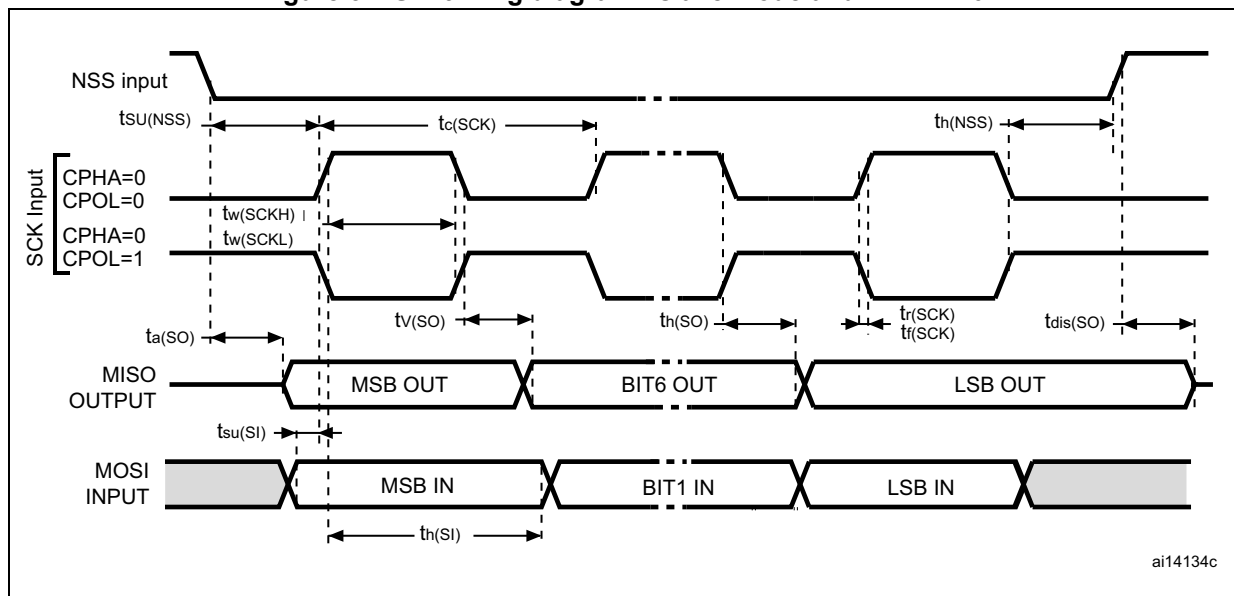 NSS input
tSU(NSS)
tc(SCK)
th(NSS)
SCK Input
CPHA=0
CPOL=0
tw(SCKH)
CPHA=0
tw(SCKL)
CPOL=1
tV(SO)
th(SO)
tr(SCK)
tf(SCK)
tdis(SO)
ta(SO)
MISO
OUTPUT
MSB OUT
BIT6 OUT
LSB OUT
tsu(SI)
MOSI
INPUT
MSB IN
BIT1 IN
LSB IN
th(SI)
ai14134c